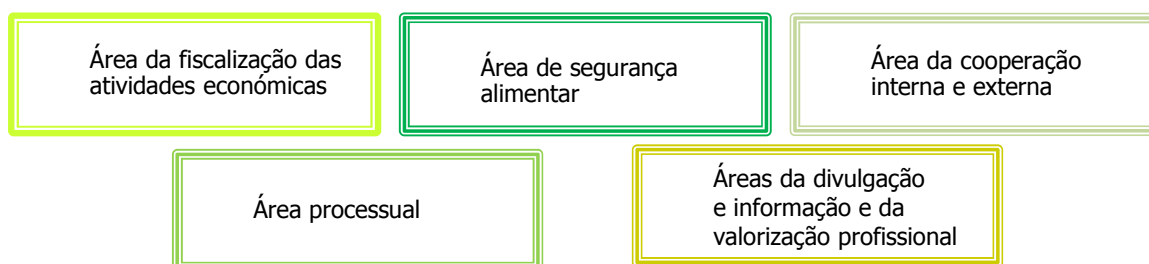 Área da fiscalização das
atividades económicas
Área de segurança
alimentar
Área da cooperação
interna e externa
Área processual
Áreas da divulgação
e informação e da
valorização profissional